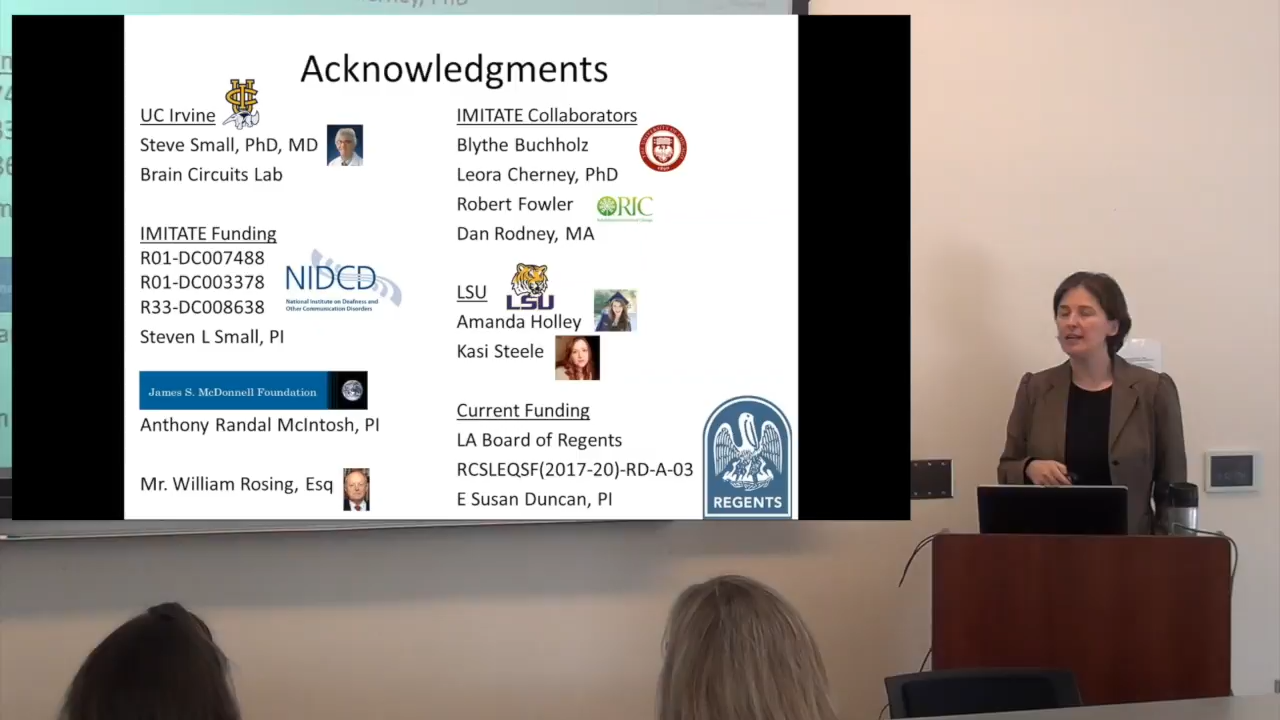 Acknowledgments
UC Irvine
Steve Small, PhD, MD
Brain Circuits Lab
IMITATE Funding
R01-DC007488
R01-DC003378
R33-DC008638
NIDCD
National Institute on Deafness and
Other Communication Disorders
Steven L Small, PI
James S. McDonnell Foundation
Anthony Randal McIntosh, PI
Mr. William Rosing, Esq
IMITATE Collaborators
Blythe Buchholz
Leora Cherney, PhD
Robert Fowler
RIC
Dan Rodney, MA
LSU
LSU
Amanda Holley
Kasi Steele
Current Funding
LA Board of Regents
RCSLEQSF(2017-20)-RD-A-03
E Susan Duncan, PI
REGENTS